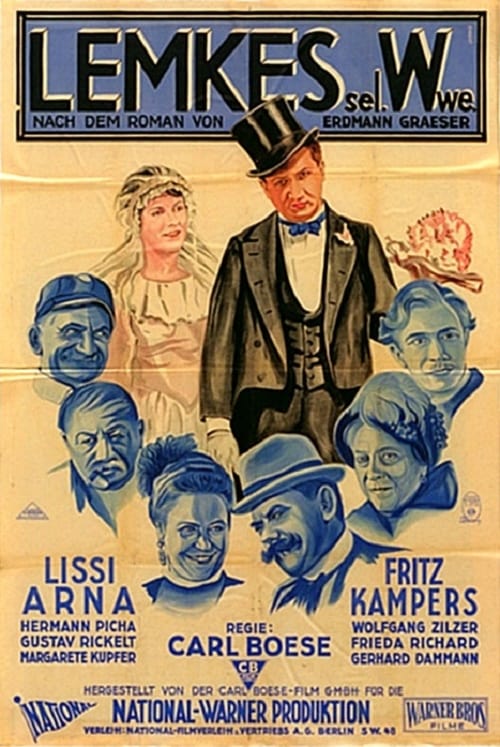 LEMKES sel. Wwe.
NACH DEM ROMAN VON ERDMANN GRAESER
LISSI
ARNA
HERMANN PICHA
GUSTAV RICKELT
MARGARETE KUPFER
REGIE:
CARL BOESE
CB
FRITZ
KAMPERS
WOLFGANG ZILZER
FRIEDA RICHARD
GERHARD DAMMANN
HERGESTELLT VON DER CARL BOESE-FILM GMBH FÜR DIE
NATIONAL
NATIONAL-WARNER PRODUKTION
VERLEIH: NATIONAL-FILMVERLEIH u VERTRIEBS A.G. BERLIN S W. 48
WARNER BROS
FILME